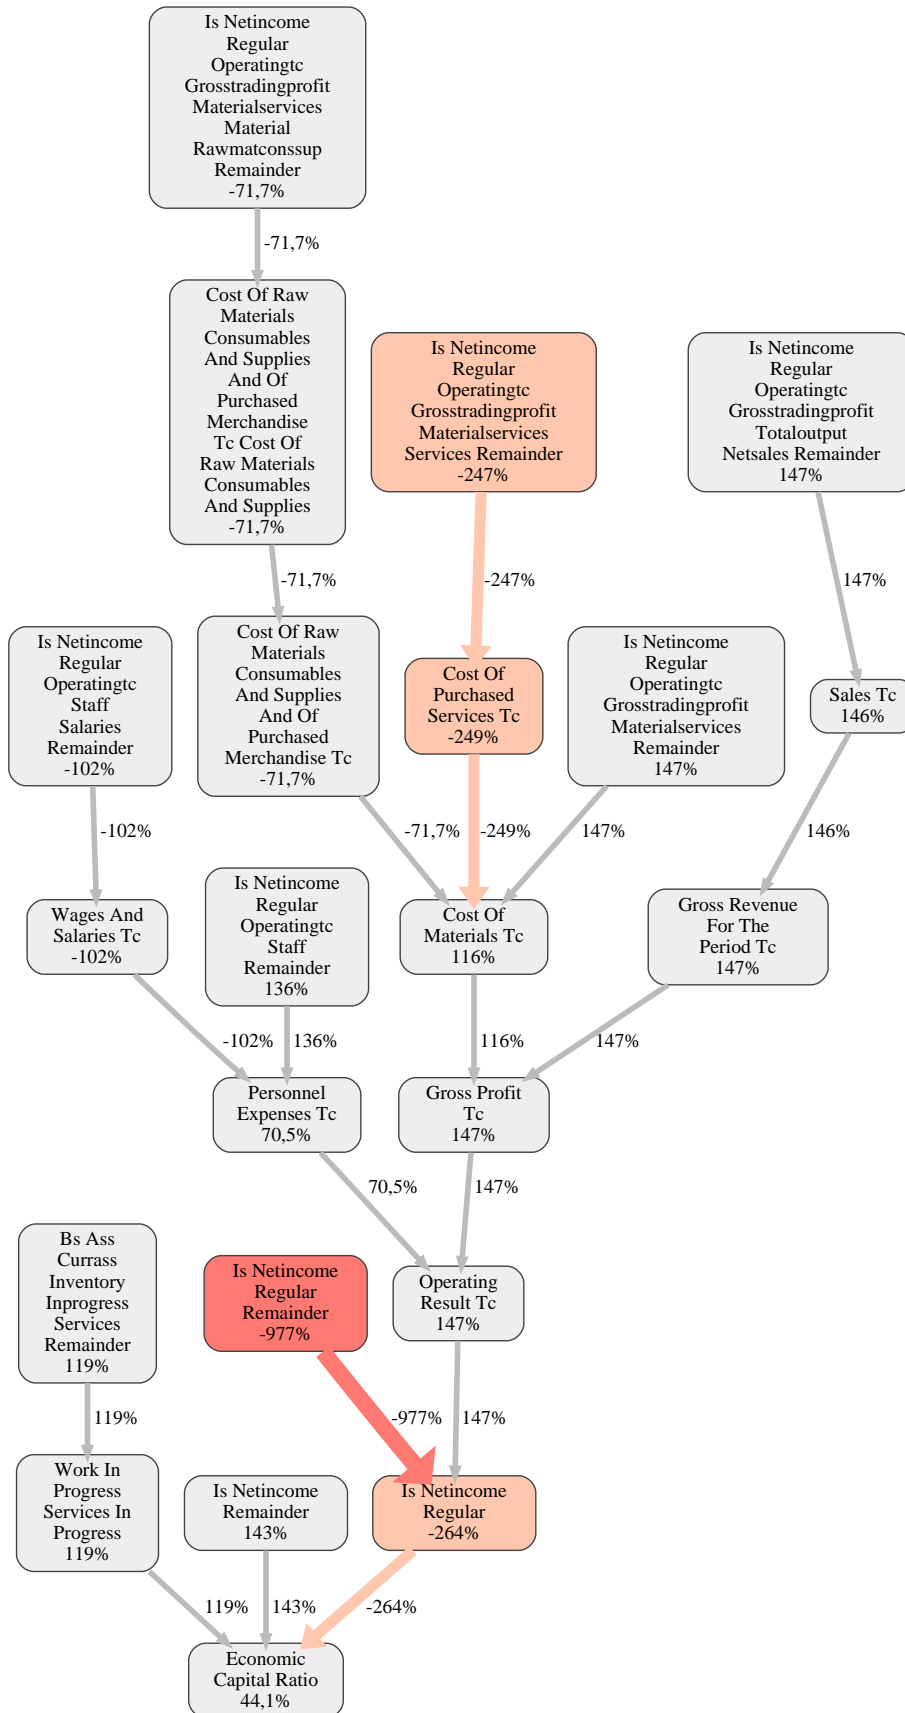 Is Netincome
Regular
Operatingtc
Grosstradingprofit
Materialservices
Material
Rawmatconssup
Remainder
-71,7%
-71,7%
Cost Of Raw
Materials
Consumables
And Supplies
And Of
Purchased
Merchandise
Tc Cost Of
Raw Materials
Consumables
And Supplies
-71,7%
Is Netincome
Regular
Operatingtc
Grosstradingprofit
Materialservices
Services Remainder
-247%
Is Netincome
Regular
Operatingtc
Grosstradingprofit
Totaloutput
Netsales Remainder
147%
-71,7%
-247%
147%
Is Netincome
Regular
Operatingtc
Staff
Salaries
Remainder
-102%
Cost Of Raw
Materials
Consumables
And Supplies
And Of
Purchased
Merchandise Tc
-71,7%
Cost Of
Purchased
Services Tc
-249%
Is Netincome
Regular
Operatingtc
Grosstradingprofit
Materialservices
Remainder
147%
Sales Tc
146%
-102%
-71,7%
-249%
147%
146%
Wages And
Salaries Tc
-102%
Is Netincome
Regular
Operatingtc
Staff
Remainder
136%
Cost Of
Materials Tc
116%
Gross Revenue
For The
Period Tc
147%
-102%
136%
116%
147%
Personnel
Expenses Tc
70,5%
Gross Profit
Tc
147%
70,5%
147%
Bs Ass
Currass
Inventory
Inprogress
Services
Remainder
119%
Is Netincome
Regular
Remainder
-977%
Operating
Result Tc
147%
119%
-977%
147%
Work In
Progress
Services In
Progress
119%
Is Netincome
Remainder
143%
Is Netincome
Regular
-264%
119%
143%
-264%
Economic
Capital Ratio
44,1%